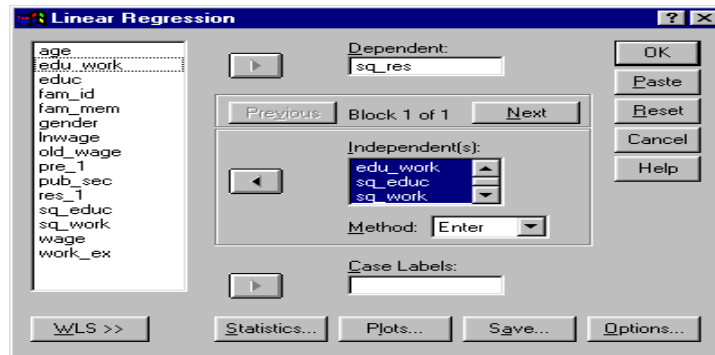 Linear Regression
age
edu_work
educ
fam_id
fam_mem
gender
lnwage
old_wage
pre_1
pub_sec
res_1
sq_educ
sq_work
wage
work_ex
Dependent:
sq_res
Previous
Block 1 of 1
Next
Independent(s):
edu_work
sq_educ
sq_work
Method: Enter
Case Labels:
OK
Paste
Reset
Cancel
Help
WLS >>
Statistics...
Plots...
Save...
Options...